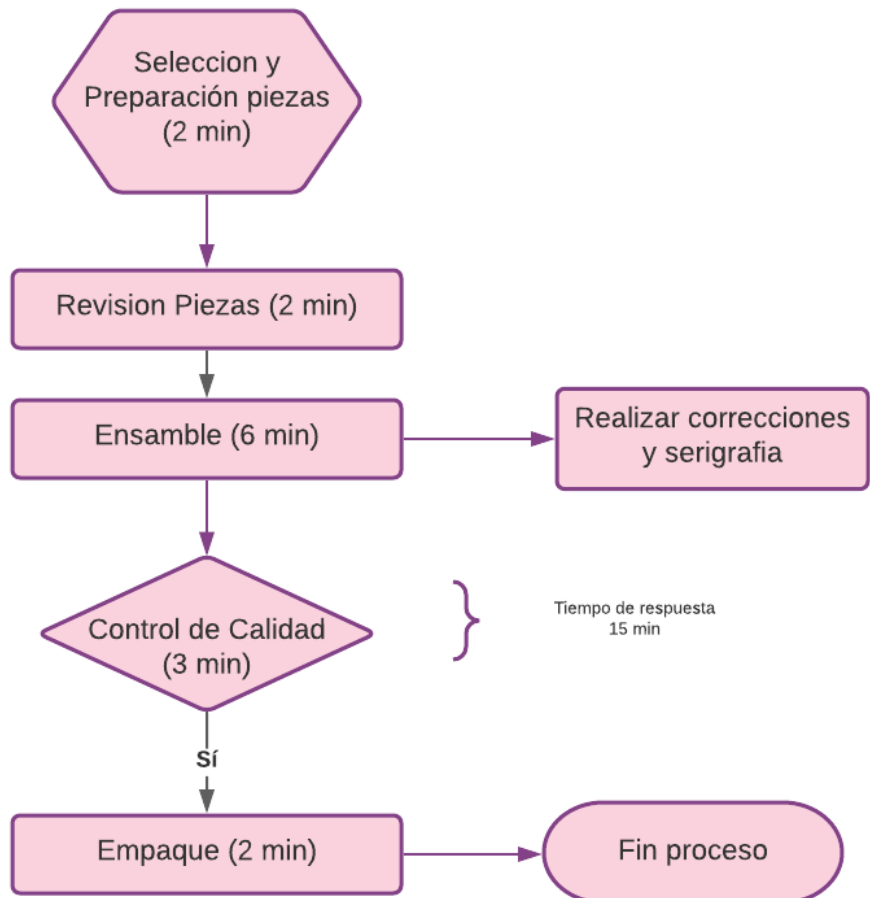 Seleccion y
Preparación piezas
(2 min)
Revision Piezas (2 min)
Ensamble (6 min)
Realizar correcciones
y serigrafia
Control de Calidad
(3 min)
Tiempo de respuesta
15 min
Sí
Empaque (2 min)
Fin proceso